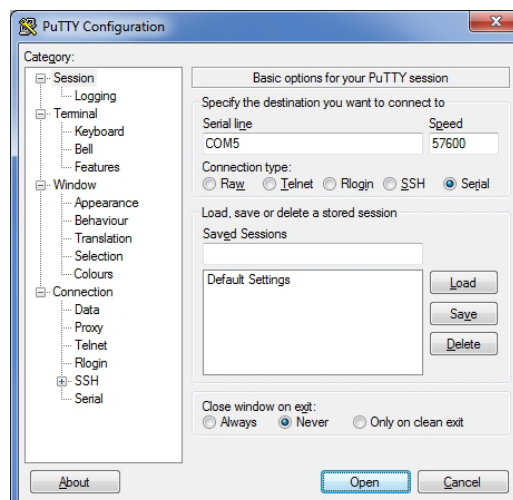 PuTTY Configuration
Category:
Session
Logging
Terminal
Keyboard
Bell
Features
Window
Appearance
Behaviour
Translation
Selection
Colours
Connection
Data
Proxy
Telnet
Rlogin
SSH
Serial
Basic options for your PuTTY session
Specify the destination you want to connect to
Serial line Speed
COM5 57600
Connection type:
Raw Telnet Rlogin SSH Serial
Load, save or delete a stored session
Saved Sessions
Default Settings
Load
Save
Delete
Close window on exit:
Always Never Only on clean exit
About Open Cancel